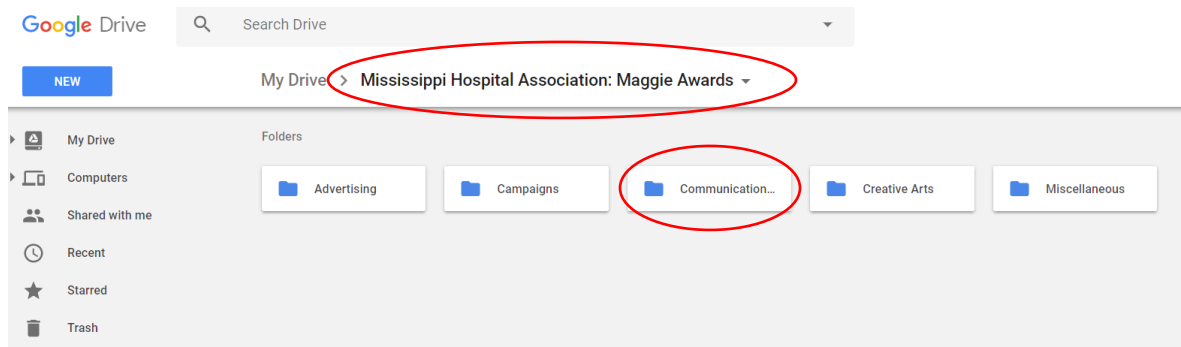 Google Drive
Search Drive
NEW
My Drive > Mississippi Hospital Association: Maggie Awards
My Drive
Computers
Shared with me
Recent
Starred
Trash
Folders
Advertising
Campaigns
Communication...
Creative Arts
Miscellaneous